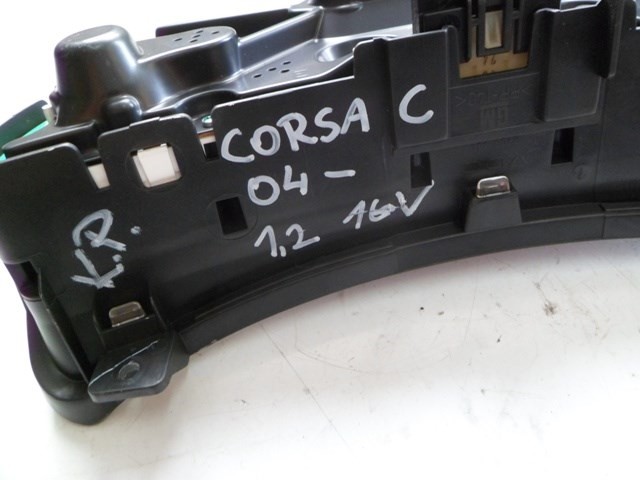 CORSA C
04-
1,2 16V
K.R.